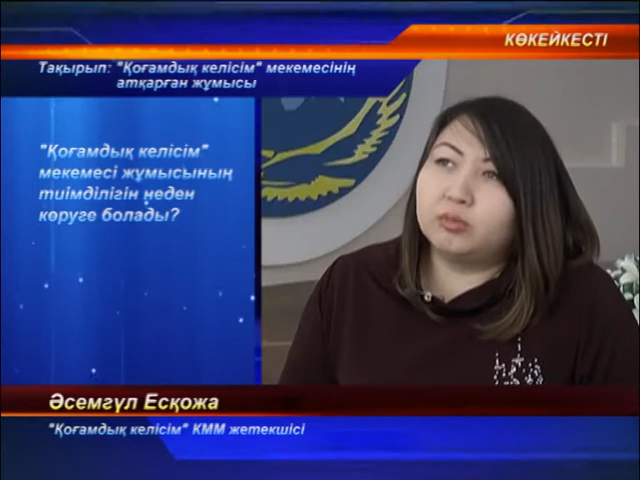 КӨКЕЙКЕСТІ
Тақырып: "Қоғамдық келісім" мекемесінің
атқарған жұмысы
"Қоғамдық келісім"
мекемесі жұмысының
тиімділігін неден
көруге болады?
Әсемгүл Есқожа
"Қоғамдық келісім" КММ жетекшісі